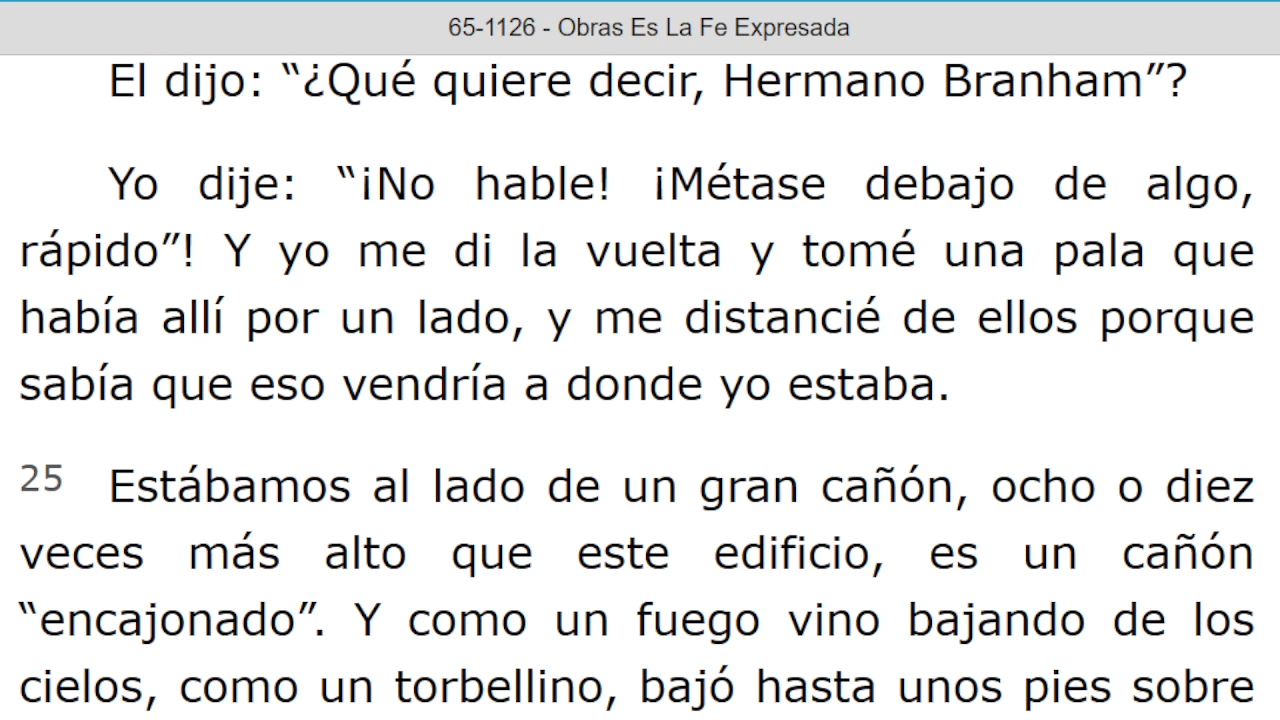 65-1126 - Obras Es La Fe Expresada
El dijo: “¿Qué quiere decir, Hermano Branham”?
Yo dije: “¡No hable! ¡Métase debajo de algo,
rápido”! Y yo me di la vuelta y tomé una pala que
había allí por un lado, y me distancié de ellos porque
sabía que eso vendría a donde yo estaba.
25 Estábamos al lado de un gran cañón, ocho o diez
veces más alto que este edificio, es un cañón
“encajonado”. Y como un fuego vino bajando de los
cielos, como un torbellino, bajó hasta unos pies sobre